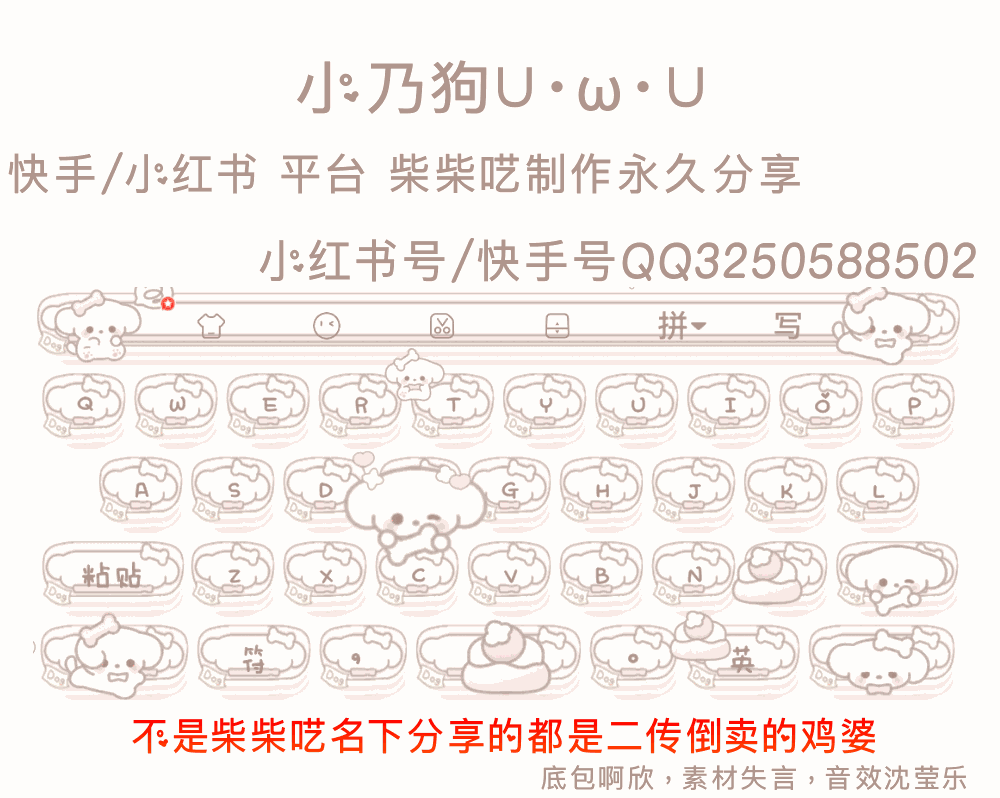 小乃狗U·ω·U
快手/小红书 平台 柴柴呓制作永久分享
小红书号/快手号QQ3250588502
拼 写
Dog Q W E R T Y U I O P
A S D G H J K L
粘贴 Z X C V B N
符 , 。 英
不是柴柴呓名下分享的都是二传倒卖的鸡婆
底包啊欣，素材失言，音效沈莹乐